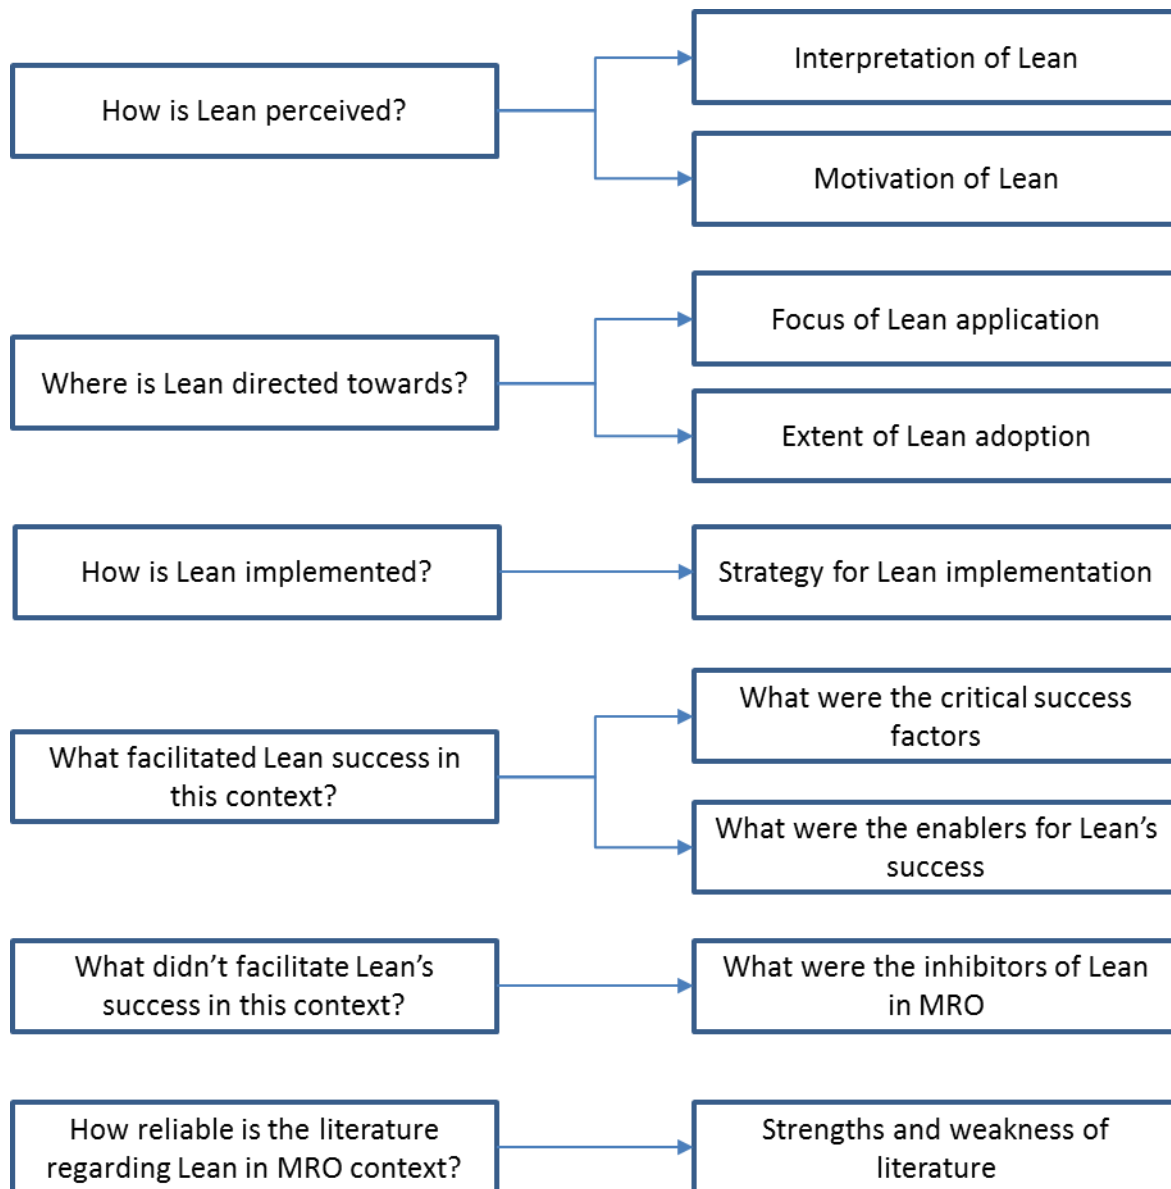 How is Lean perceived?
Interpretation of Lean
Motivation of Lean
Where is Lean directed towards?
Focus of Lean application
Extent of Lean adoption
How is Lean implemented?
Strategy for Lean implementation
What facilitated Lean success in
this context?
What were the critical success
factors
What were the enablers for Lean’s
success
What didn’t facilitate Lean’s
success in this context?
What were the inhibitors of Lean
in MRO
How reliable is the literature
regarding Lean in MRO context?
Strengths and weakness of
literature